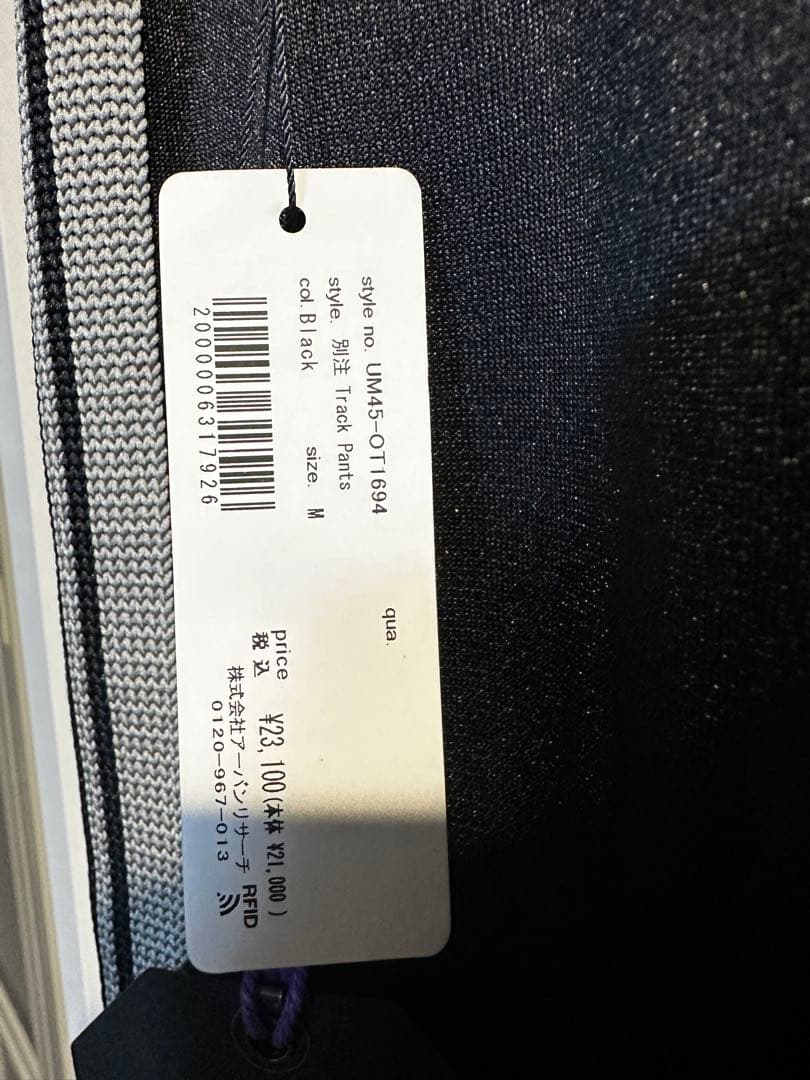 style no. UM45-OT1694
style. 別注 Track Pants
col. Black size. M
2000006317926
qua.
price
税込 ¥23,100(本体 ¥21,000)
株式会社アーバンリサーチ
0120-967-013
RFID